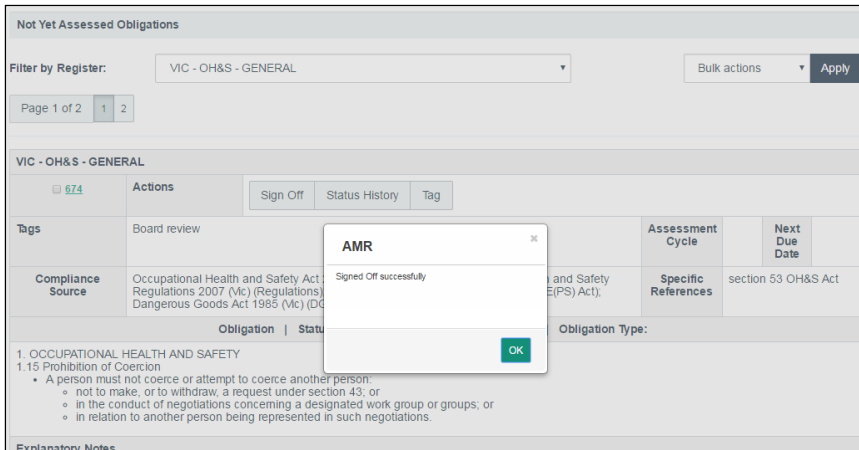 Not Yet Assessed Obligations
Filter by Register: VIC - OH&S - GENERAL Bulk actions Apply
Page 1 of 2 1 2
VIC - OH&S - GENERAL
674 Actions Sign Off Status History Tag
Tags Board review Assessment Cycle Next Due Date
AMR
Signed Off successfully
OK
Compliance Source Occupational Health and Safety Act and Safety
Regulations 2007 (Vic) (Regulations) E(PS) Act);
Dangerous Goods Act 1985 (Vic) (DG
Specific References section 53 OH&S Act
Obligation | Statu | Obligation Type:
1. OCCUPATIONAL HEALTH AND SAFETY
1.15 Prohibition of Coercion
• A person must not coerce or attempt to coerce another person:
not to make, or to withdraw, a request under section 43; or
in the conduct of negotiations concerning a designated work group or groups; or
in relation to another person being represented in such negotiations.
Explanatory Notes